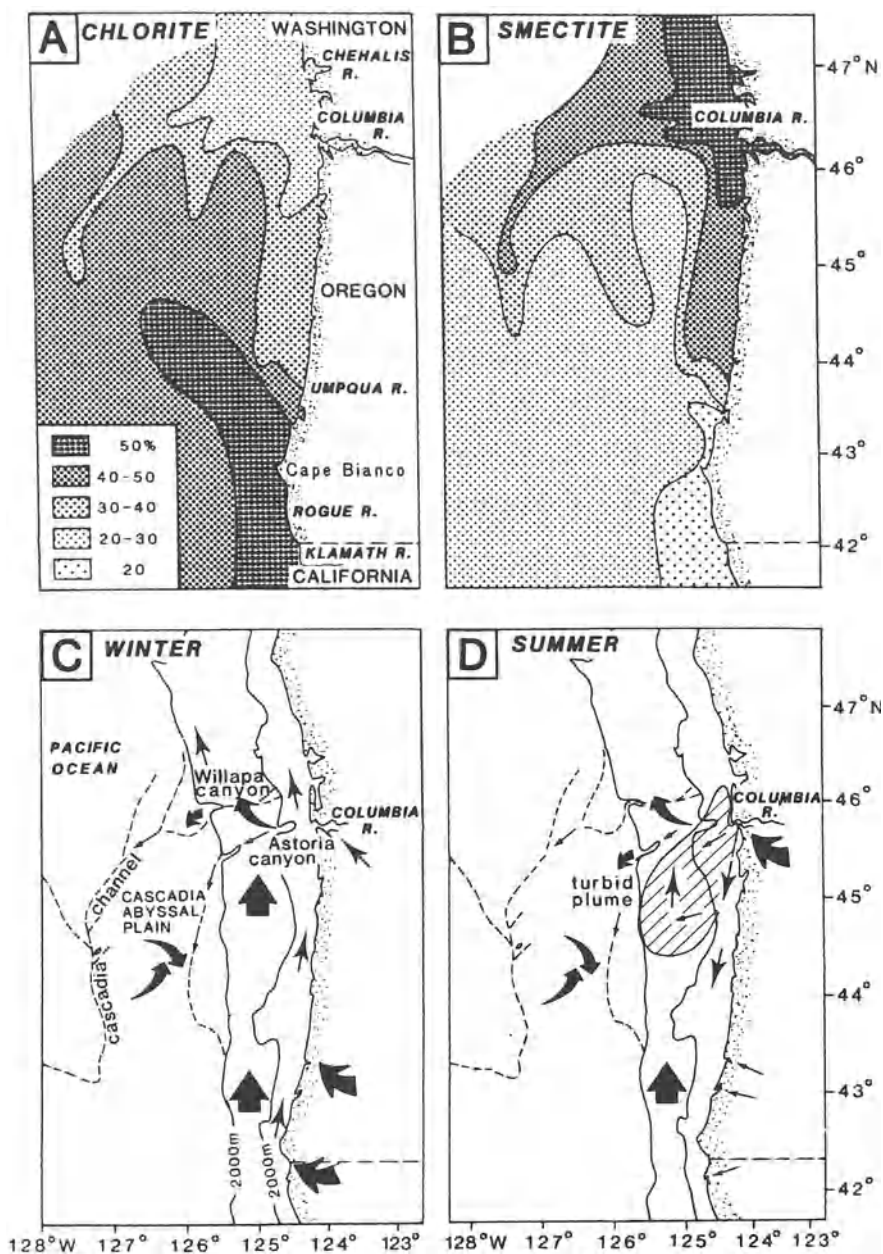 A CHLORITE
WASHINGTON
CHEHALIS
R.
COLUMBIA
R.
OREGON
UMPQUA R.
Cape Bianco
ROGUE R.
KLAMATH R.
CALIFORNIA
50%
40-50
30-40
20-30
20
B SMECTITE
COLUMBIA R.
47°N
46°
45°
44°
43°
42°
C WINTER
PACIFIC
OCEAN
Willapa
canyon
COLUMBIA
R.
Astoria
canyon
channel
CASCADIA
ABYSSAL
PLAIN
cascadia
2000m
2000m
128°W
127°
126°
125°
124°
123°
D SUMMER
COLUMBIA
R.
turbid
plume
47°N
46°
45°
44°
43°
42°
128°W
127°
126°
125°
124°
123°